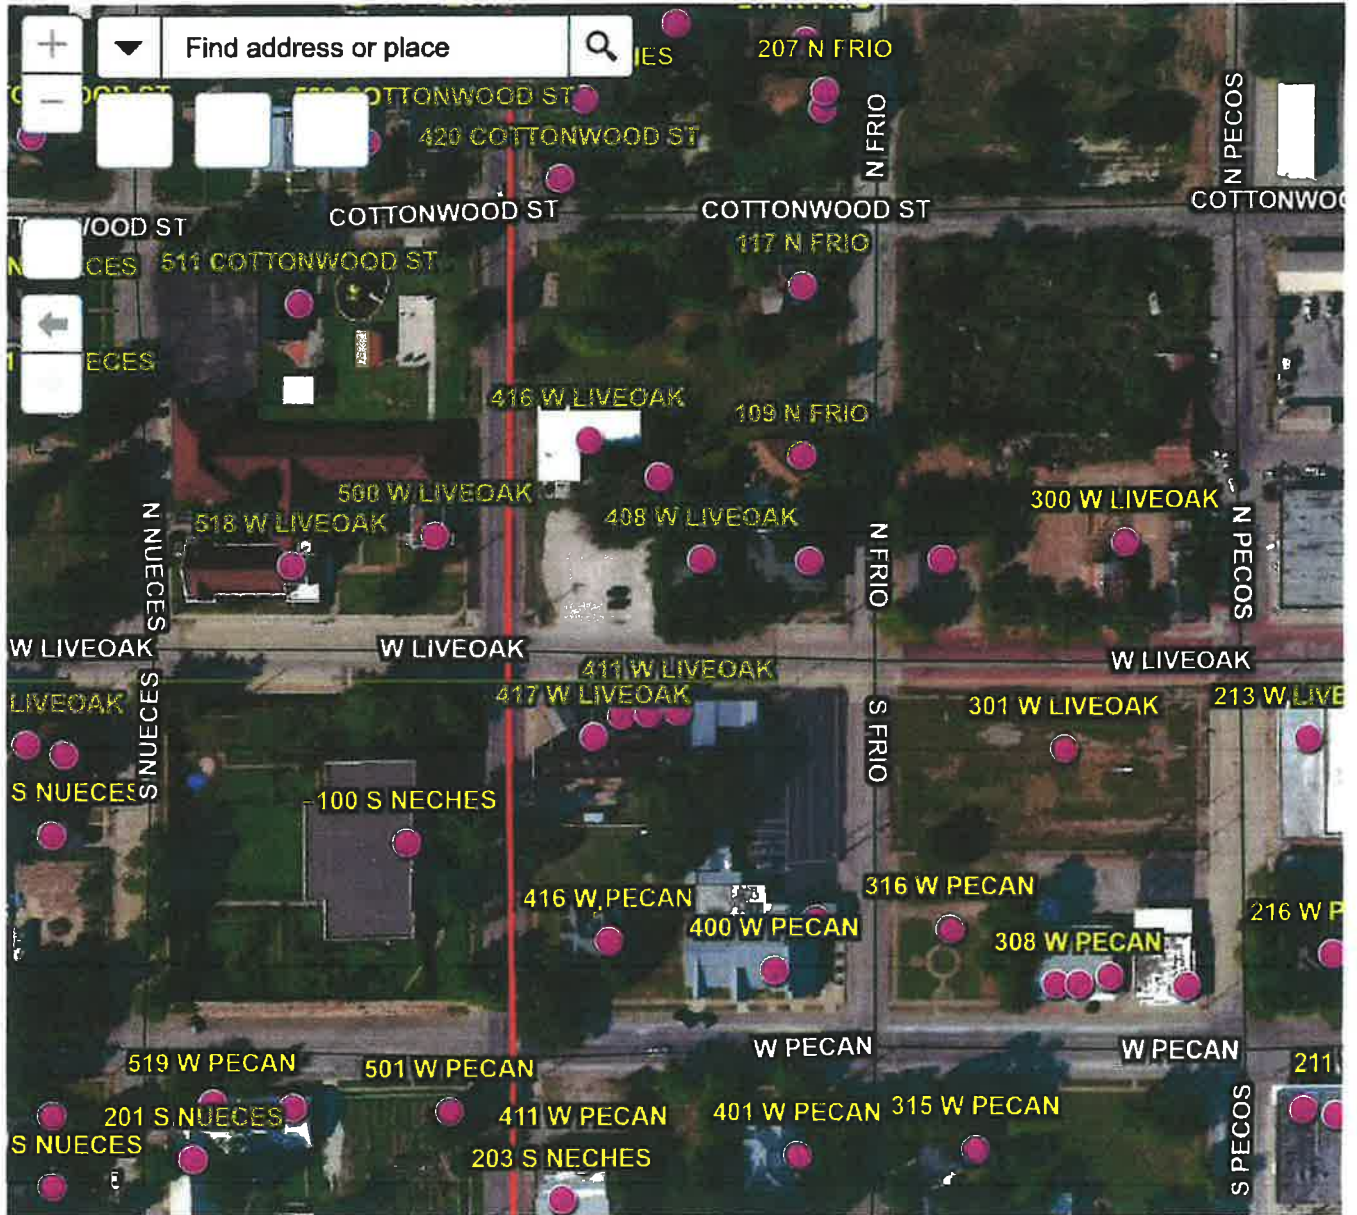 Find address or place
207 N FRIO
COTTONWOOD ST
420 COTTONWOOD ST
N FRIO
N PECOS
COTTONWOOD ST
COTTONWOOD ST
511 COTTONWOOD ST
117 N FRIO
416 W LIVEOAK
109 N FRIO
500 W LIVEOAK
518 W LIVEOAK
408 W LIVEOAK
300 W LIVEOAK
N NUECES
N FRIO
N PECOS
W LIVEOAK
W LIVEOAK
W LIVEOAK
411 W LIVEOAK
417 W LIVEOAK
LIVEOAK
301 W LIVEOAK
213 W LIVE
S NUECES
S FRIO
S NUECES
100 S NECHES
416 W PECAN
400 W PECAN
316 W PECAN
308 W PECAN
216 W P
W PECAN
W PECAN
519 W PECAN
501 W PECAN
211
201 S NUECES
411 W PECAN
401 W PECAN
315 W PECAN
S NUECES
203 S NECHES
S PECOS